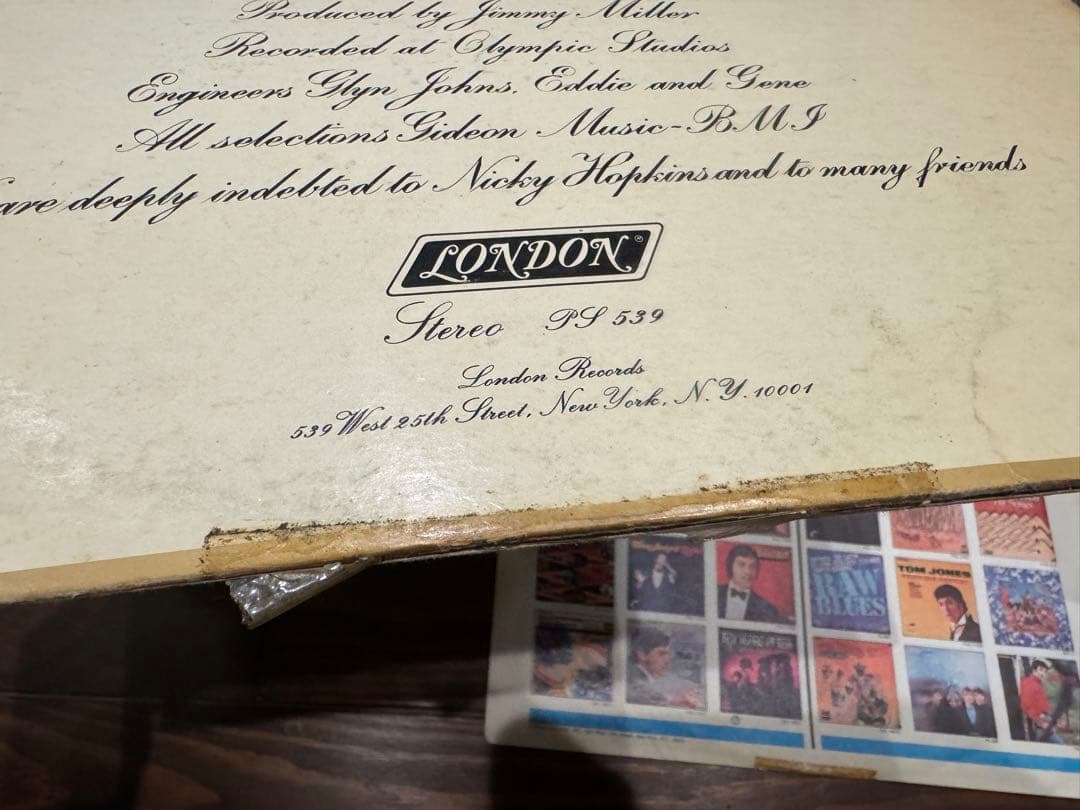 Produced by Jimmy Miller
Recorded at Olympic Studios
Engineers Glyn Johns, Eddie and Gene
All selections Gideon Music-BMI
are deeply indebted to Nicky Hopkins and to many friends
LONDON®
Stereo PS 539
London Records
539 West 25th Street, New York, N.Y. 10001
RAW
BLUES
TOM JONES